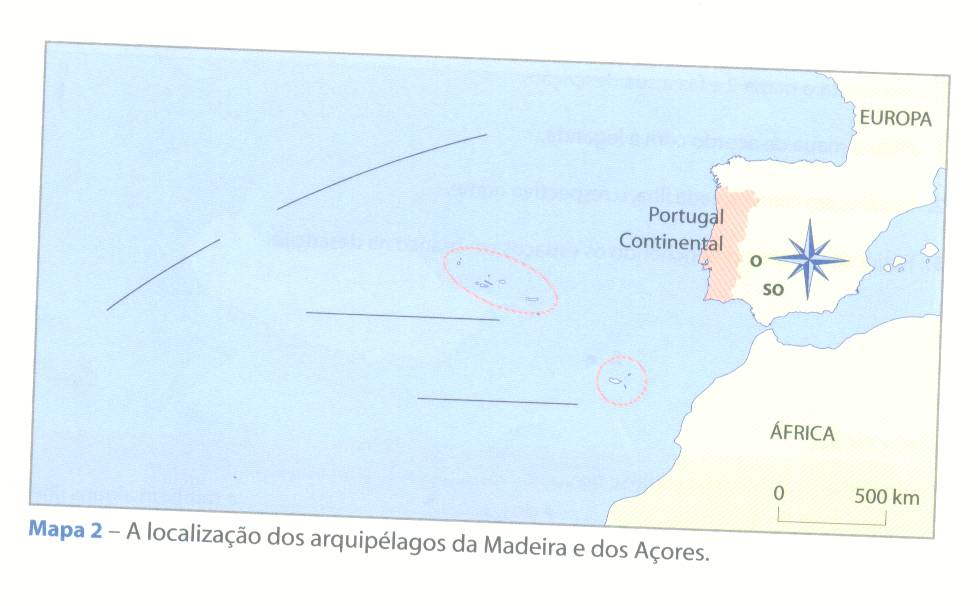 EUROPA
Portugal
Continental
O
SO
ÁFRICA
0 500 km
Mapa 2 – A localização dos arquipélagos da Madeira e dos Açores.